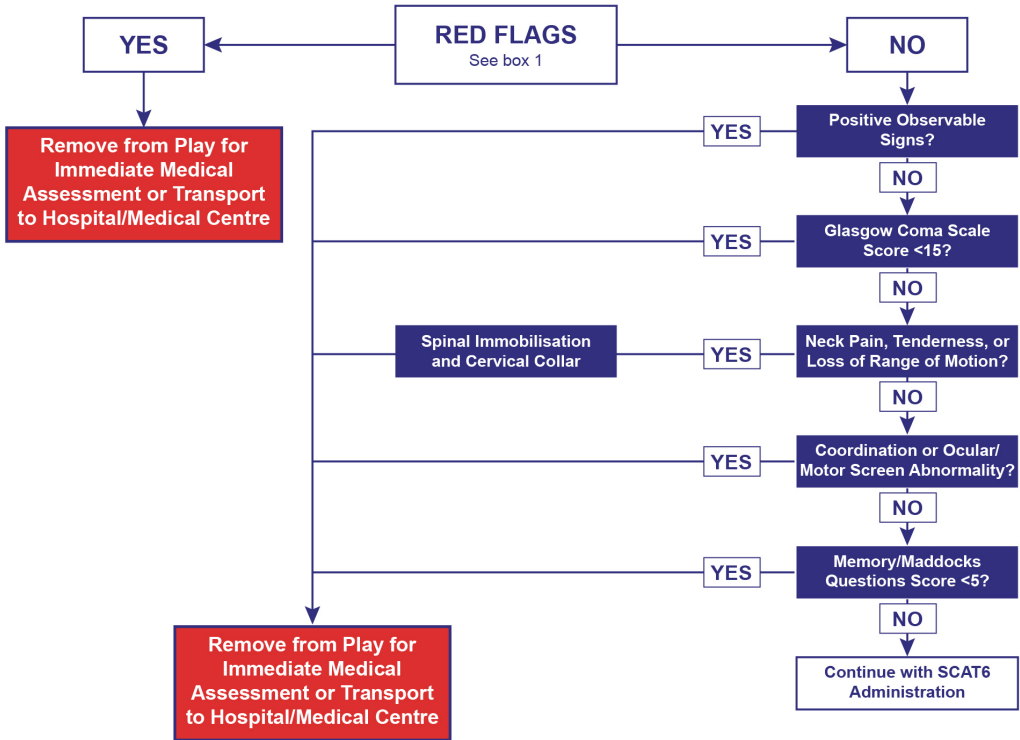 YES
RED FLAGS
See box 1
NO
Remove from Play for
Immediate Medical
Assessment or Transport
to Hospital/Medical Centre
YES
Positive Observable
Signs?
NO
YES
Glasgow Coma Scale
Score <15?
NO
Spinal Immobilisation
and Cervical Collar
YES
Neck Pain, Tenderness, or
Loss of Range of Motion?
NO
YES
Coordination or Ocular/
Motor Screen Abnormality?
NO
YES
Memory/Maddocks
Questions Score <5?
NO
Remove from Play for
Immediate Medical
Assessment or Transport
to Hospital/Medical Centre
Continue with SCAT6
Administration